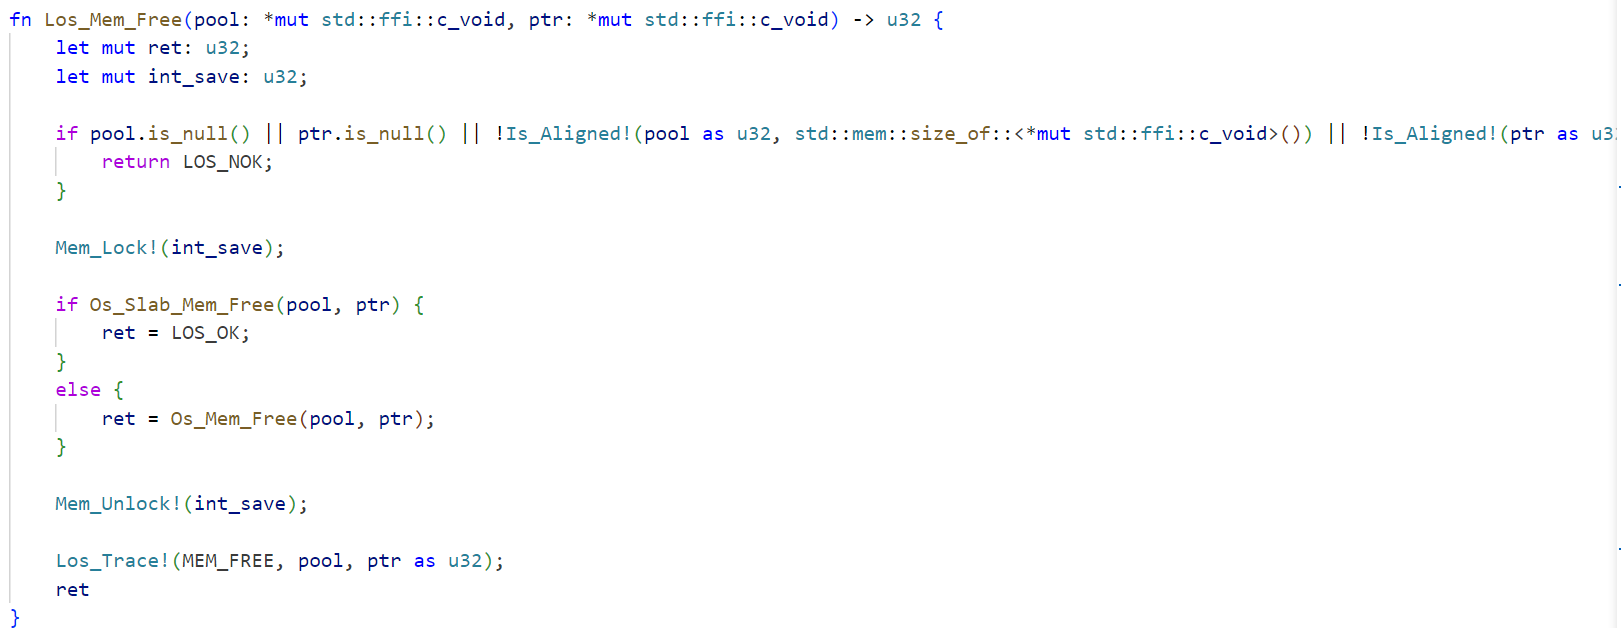 fn Los_Mem_Free(pool: *mut std::ffi::c_void, ptr: *mut std::ffi::c_void) -> u32 {
    let mut ret: u32;
    let mut int_save: u32;

    if pool.is_null() || ptr.is_null() || !Is_Aligned!(pool as u32, std::mem::size_of::<*mut std::ffi::c_void>()) || !Is_Aligned!(ptr as
        return LOS_NOK;
    }

    Mem_Lock!(int_save);

    if Os_Slab_Mem_Free(pool, ptr) {
        ret = LOS_OK;
    }
    else {
        ret = Os_Mem_Free(pool, ptr);
    }

    Mem_Unlock!(int_save);

    Los_Trace!(MEM_FREE, pool, ptr as u32);
    ret
}